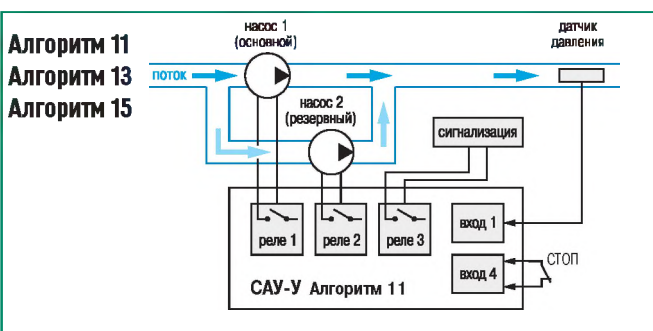 Алгоритм 11
Алгоритм 13
Алгоритм 15
насос 1
(основной)
датчик
давления
поток
насос 2
(резервный)
сигнализация
реле 1
реле 2
реле 3
вход 1
вход 4
СТОП
САУ-У Алгоритм 11